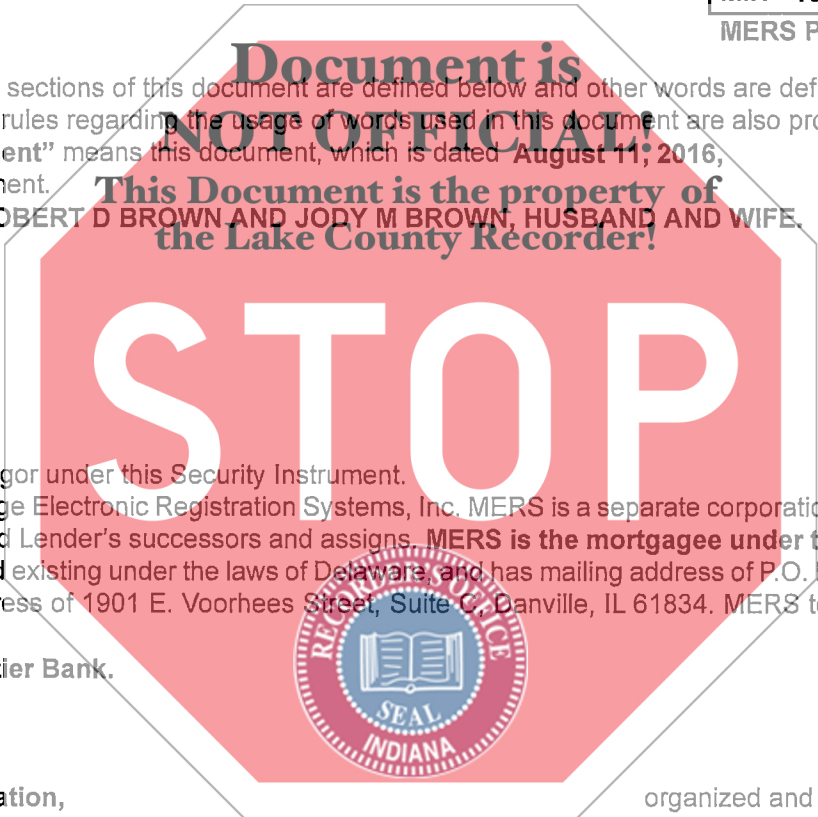 MERS P
Document is
sections of this document are defined below and other words are def
rules regarding the usage of words used in this document are also pro
NOT OFFICIAL!
ent” means this document, which is dated August 11, 2016,
ent.
This Document is the property of
OBERT D BROWN AND JODY M BROWN, HUSBAND AND WIFE.
the Lake County Recorder!
STOP
gor under this Security Instrument.
ge Electronic Registration Systems, Inc. MERS is a separate corporatio
d Lender’s successors and assigns. MERS is the mortgagee under t
d existing under the laws of Delaware, and has mailing address of P.O.
ess of 1901 E. Voorhees Street, Suite C, Danville, IL 61834. MERS t
RECORDER'S OFFICE
ier Bank.
SEAL
INDIANA
ation,
organized and